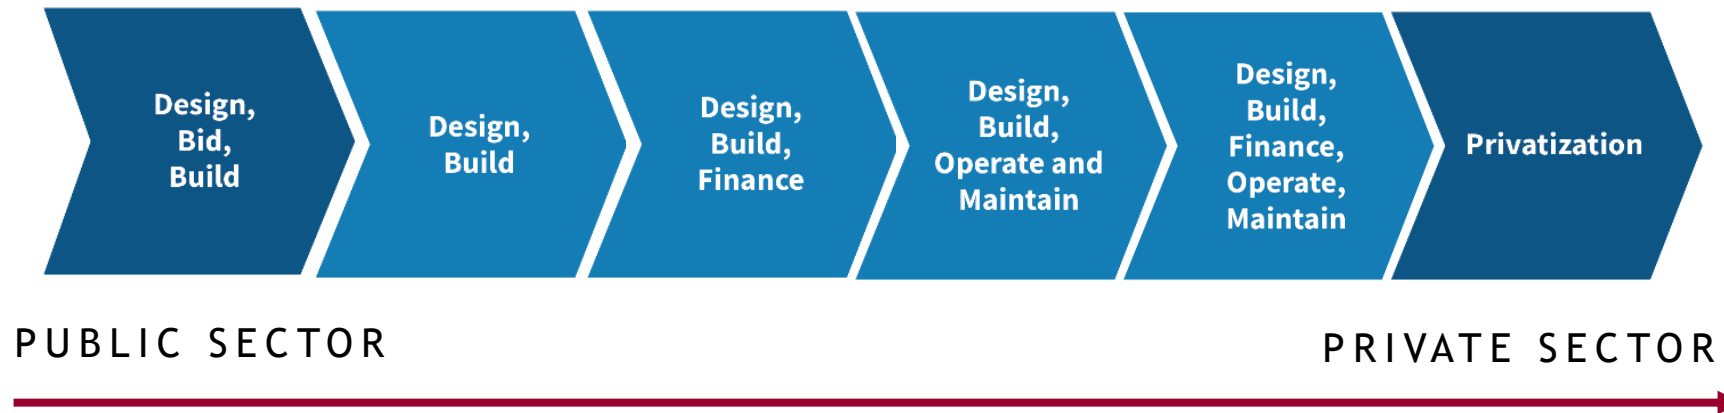 Design,
Bid,
Build
Design,
Build
Design,
Build,
Finance
Design,
Build,
Operate and
Maintain
Design,
Build,
Finance,
Operate,
Maintain
Privatization
PUBLIC SECTOR
PRIVATE SECTOR